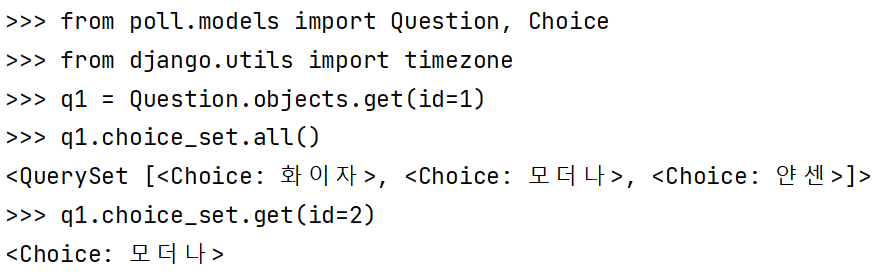 >>> from poll.models import Question, Choice
>>> from django.utils import timezone
>>> q1 = Question.objects.get(id=1)
>>> q1.choice_set.all()
<QuerySet [<Choice: 화이자>, <Choice: 모더나>, <Choice: 얀센>]>
>>> q1.choice_set.get(id=2)
<Choice: 모더나>